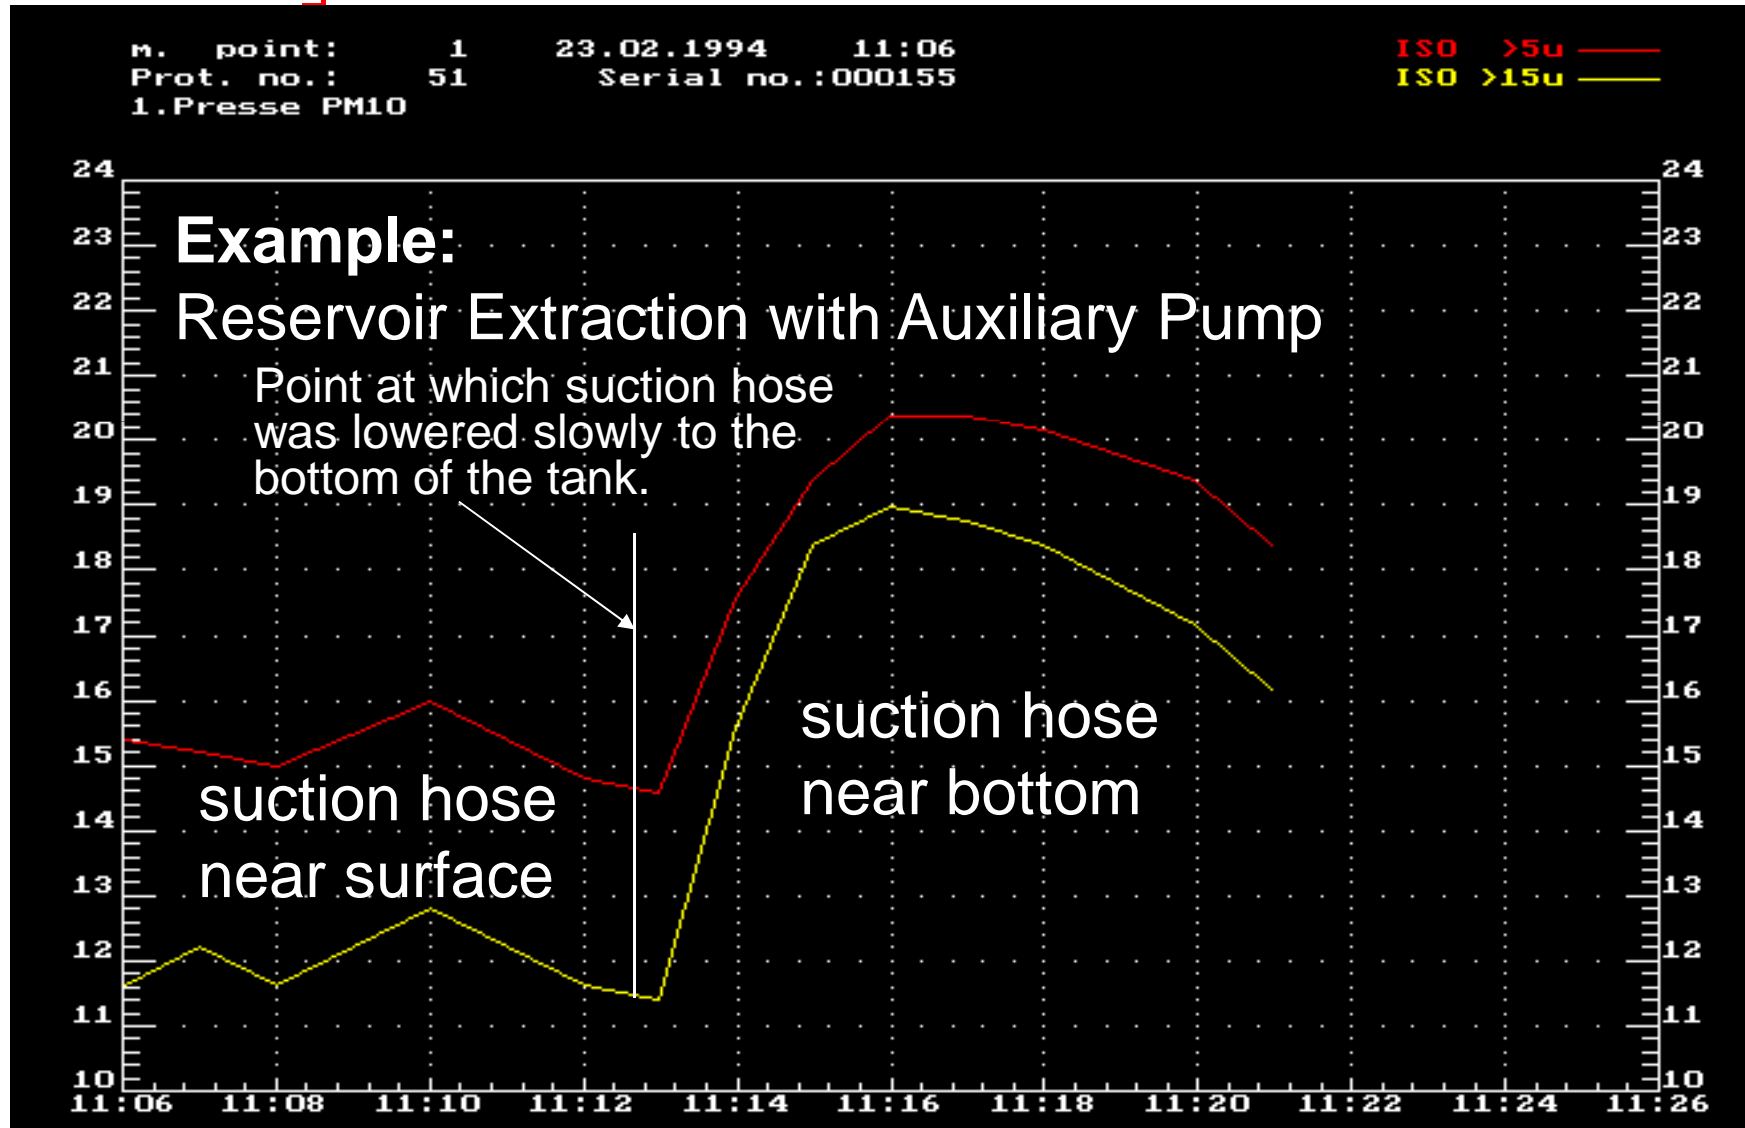 m. point: 1 23.02.1994 11:06
Prot. no.: 51 Serial no.:000155
1.Presse PM10
ISO >5u
ISO >15u
Example:
Reservoir Extraction with Auxiliary Pump
Point at which suction hose
was lowered slowly to the
bottom of the tank.
suction hose
near surface
suction hose
near bottom
24 24
23 23
22 22
21 21
20 20
19 19
18 18
17 17
16 16
15 15
14 14
13 13
12 12
11 11
10 10
11:06 11:08 11:10 11:12 11:14 11:16 11:18 11:20 11:22 11:24 11:26